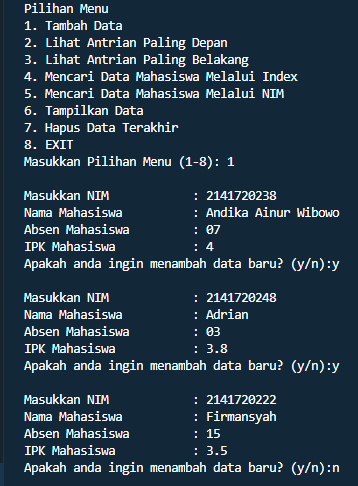 Pilihan Menu
1. Tambah Data
2. Lihat Antrian Paling Depan
3. Lihat Antrian Paling Belakang
4. Mencari Data Mahasiswa Melalui Index
5. Mencari Data Mahasiswa Melalui NIM
6. Tampilkan Data
7. Hapus Data Terakhir
8. EXIT
Masukkan Pilihan Menu (1-8): 1
Masukkan NIM : 2141720238
Nama Mahasiswa : Andika Ainur Wibowo
Absen Mahasiswa : 07
IPK Mahasiswa : 4
Apakah anda ingin menambah data baru? (y/n):y
Masukkan NIM : 2141720248
Nama Mahasiswa : Adrian
Absen Mahasiswa : 03
IPK Mahasiswa : 3.8
Apakah anda ingin menambah data baru? (y/n):y
Masukkan NIM : 2141720222
Nama Mahasiswa : Firmansyah
Absen Mahasiswa : 15
IPK Mahasiswa : 3.5
Apakah anda ingin menambah data baru? (y/n):n